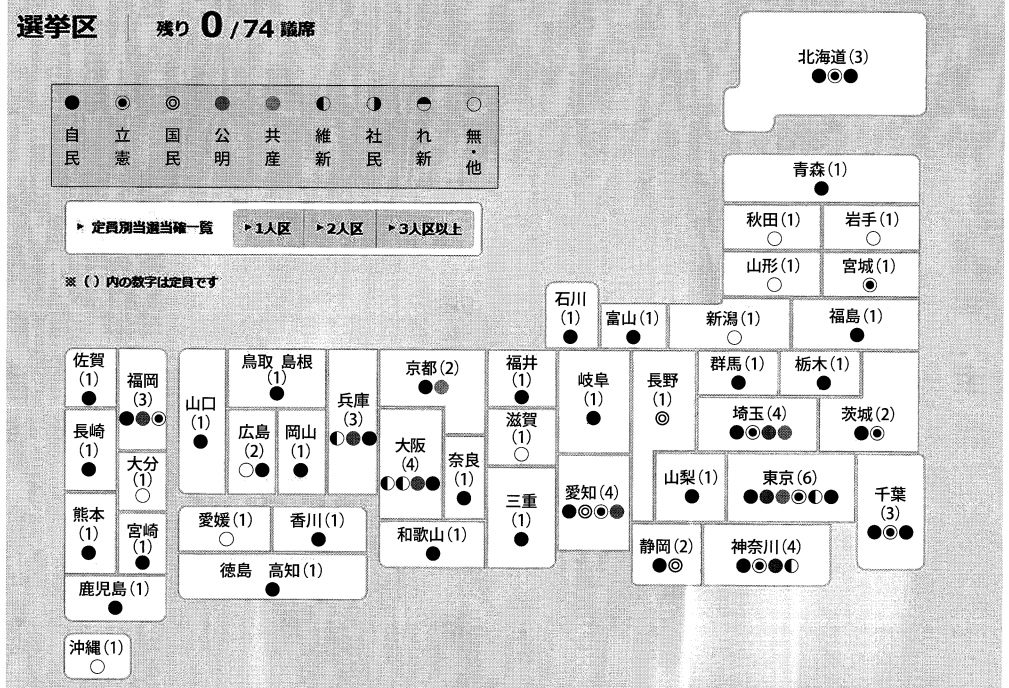 選挙区 残り 0/74 議席
自民 立憲 国民 公明 共産 維新 社民 れ新 無・他
▶ 定員別当選当確一覧 ▶1人区 ▶2人区 ▶3人区以上
※ ( ) 内の数字は定員です
北海道(3)
青森(1)
秋田(1) 岩手(1)
山形(1) 宮城(1)
石川(1) 富山(1) 新潟(1) 福島(1)
佐賀(1) 福岡(3) 山口(1) 鳥取 島根(1) 兵庫(3) 京都(2) 福井(1) 岐阜(1) 長野(1) 群馬(1) 栃木(1)
長崎(1) 広島(2) 岡山(1) 大阪(4) 奈良(1) 滋賀(1) 埼玉(4) 茨城(2)
大分(1) 三重(1) 愛知(4) 山梨(1) 東京(6) 千葉(3)
熊本(1) 宮崎(1) 愛媛(1) 香川(1) 和歌山(1) 静岡(2) 神奈川(4)
鹿児島(1) 徳島 高知(1)
沖縄(1)